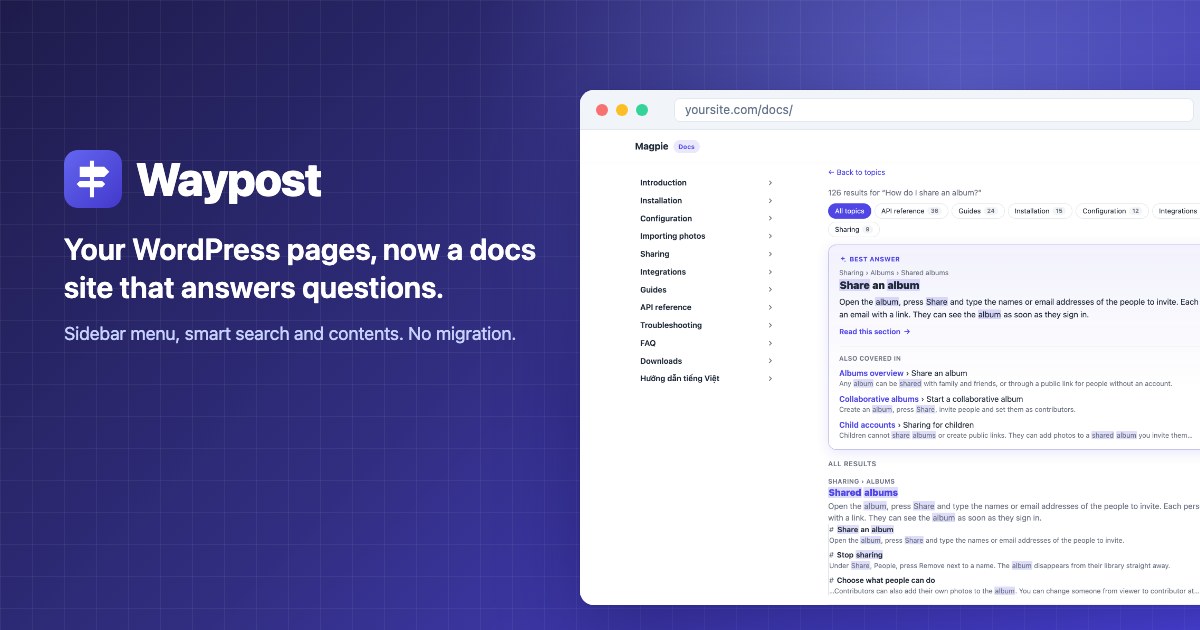 Waypost
Your WordPress pages, now a docs
site that answers questions.
Sidebar menu, smart search and contents. No migration.
yoursite.com/docs/
Magpie Docs
Introduction
Installation
Configuration
Importing photos
Sharing
Integrations
Guides
API reference
Troubleshooting
FAQ
Downloads
Hướng dẫn tiếng Việt
← Back to topics
126 results for “How do I share an album?”
All topics API reference 36 Guides 24 Installation 15 Configuration 12 Integrations
Sharing 8
BEST ANSWER
Sharing › Albums › Shared albums
Share an album
Open the album, press Share and type the names or email addresses of the people to invite. Each
an email with a link. They can see the album as soon as they sign in.
Read this section →
ALSO COVERED IN
Albums overview › Share an album
Any album can be shared with family and friends, or through a public link for people without an account.
Collaborative albums › Start a collaborative album
Create an album, press Share, invite people and set them as contributors.
Child accounts › Sharing for children
Children cannot share albums or create public links. They can add photos to a shared album you invite them...
ALL RESULTS
SHARING › ALBUMS
Shared albums
Open the album, press Share and type the names or email addresses of the people to invite. Each pers
with a link. They can see the album as soon as they sign in.
# Share an album
Open the album, press Share and type the names or email addresses of the people to invite.
# Stop sharing
Under Share, People, press Remove next to a name. The album disappears from their library straight away.
# Choose what people can do
...Contributors can also add their own photos to the album. You can change someone from viewer to contributor at...